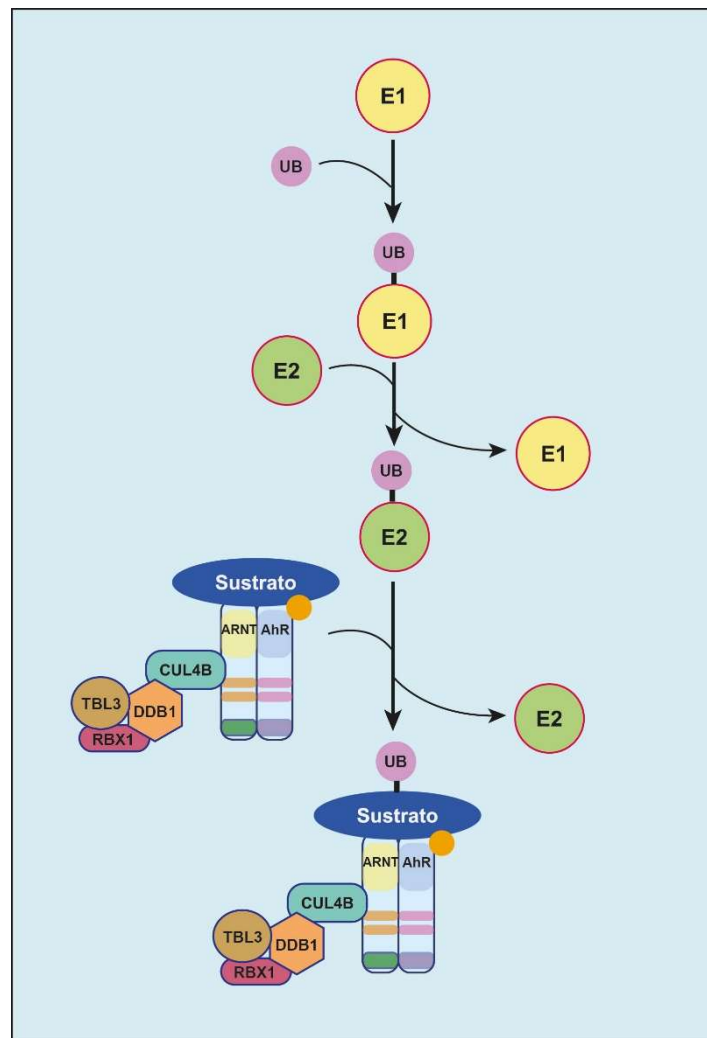 E1
UB
UB
E1
E2
E1
UB
E2
Sustrato
ARNT AhR
CUL4B
TBL3
DDB1
RBX1
E2
UB
Sustrato
ARNT AhR
CUL4B
TBL3
DDB1
RBX1